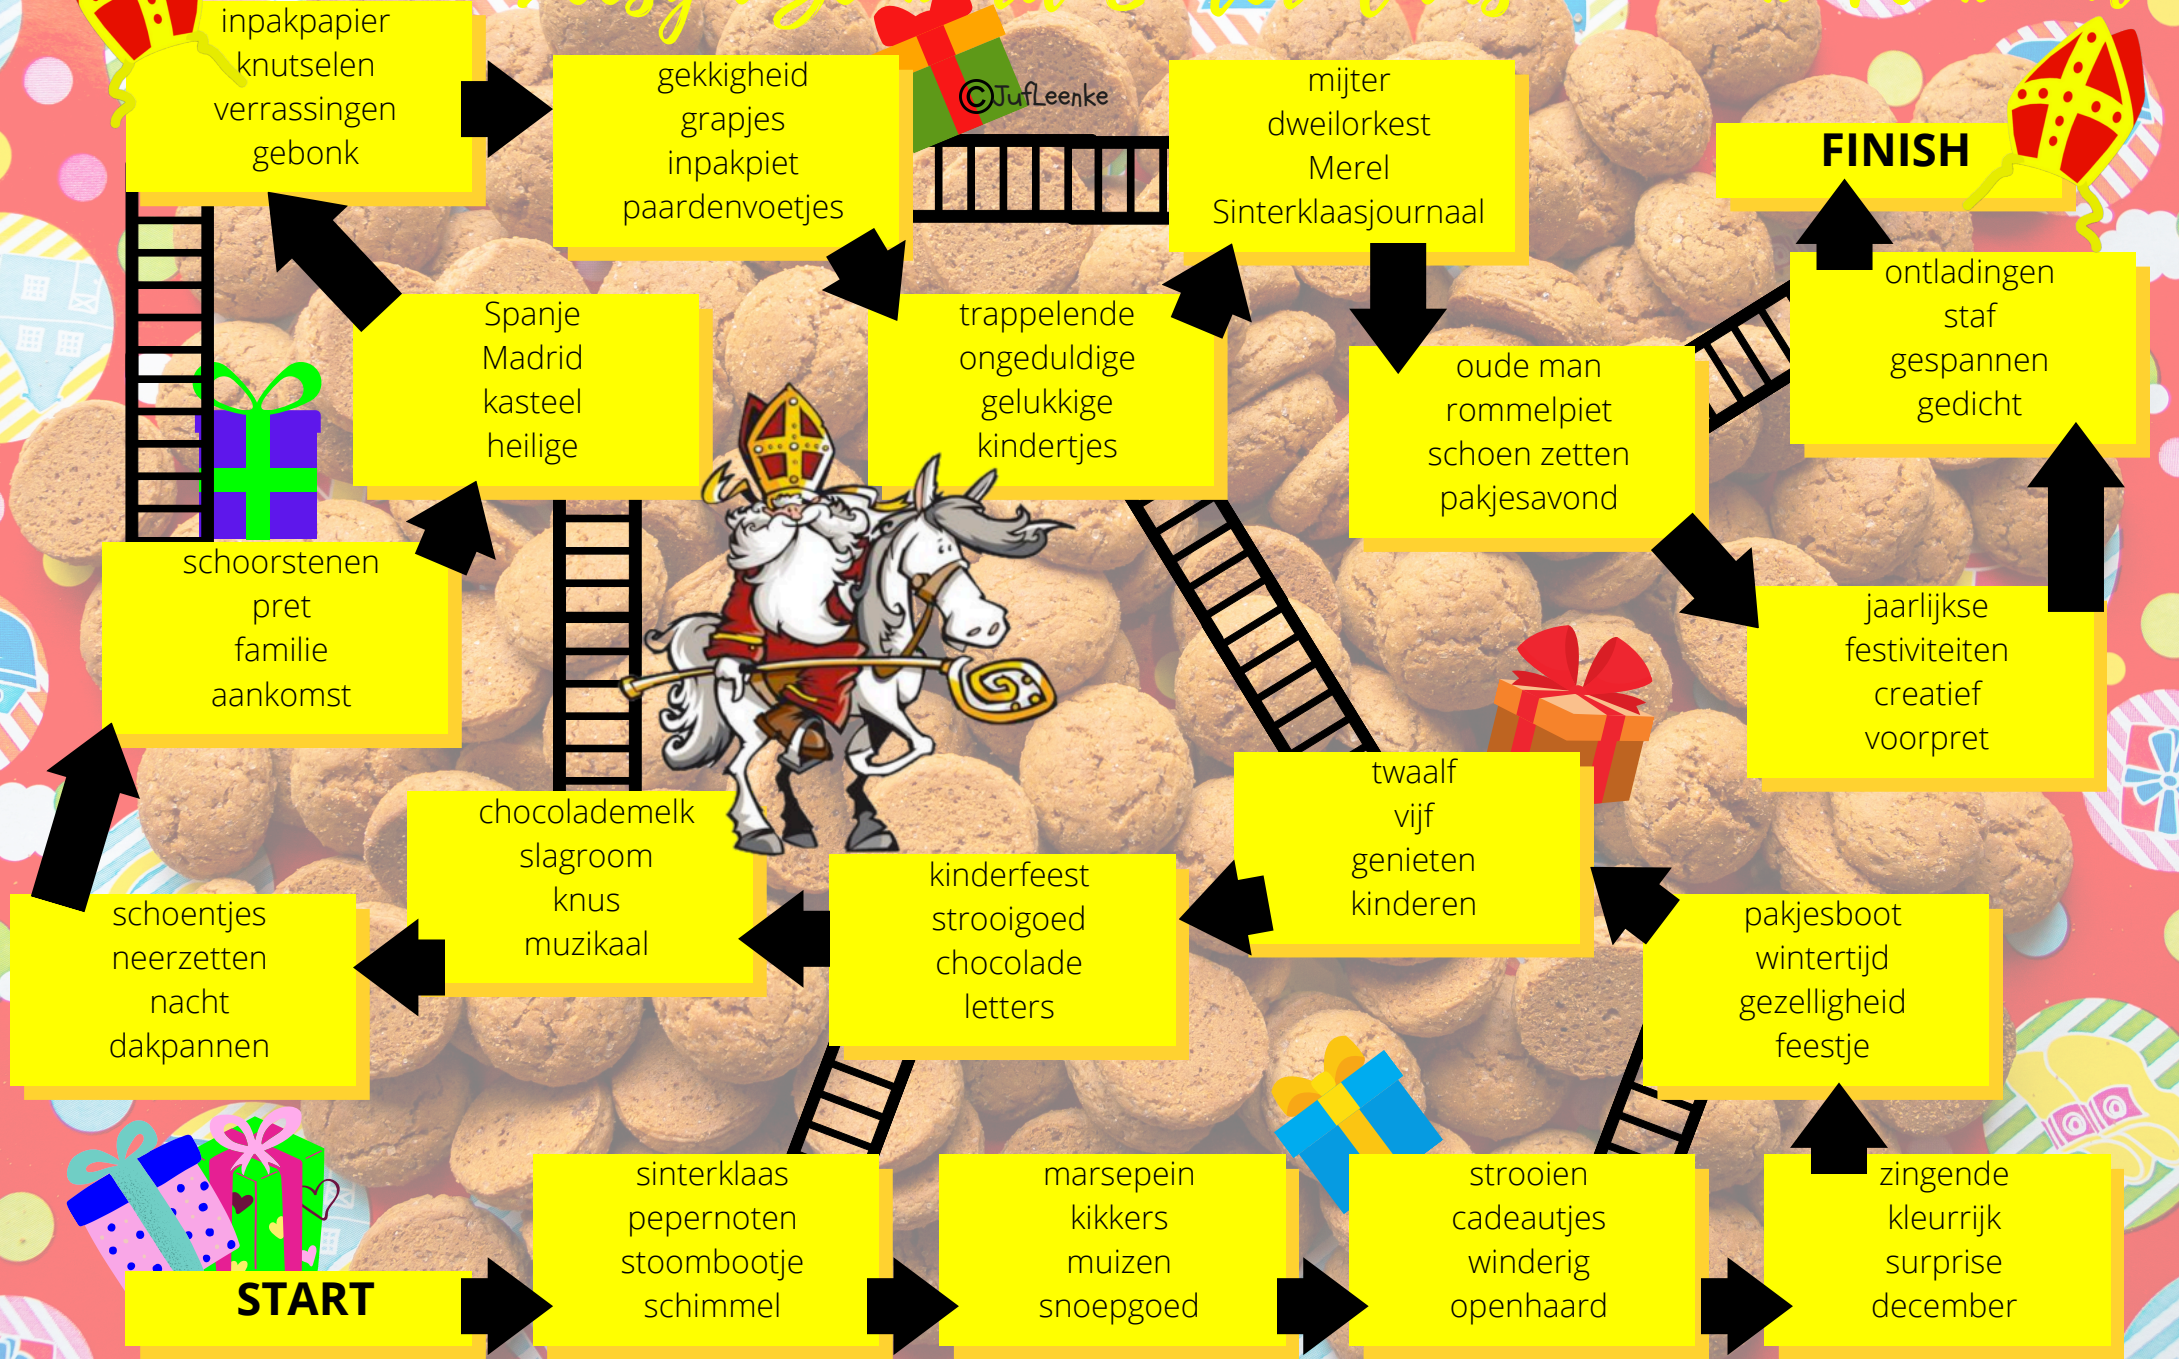 inpakpapier
knutselen
verrassingen
gebonk
gekkigheid
grapjes
inpakpiet
paardenvoetjes
©JufLeenke
mijter
dweilorkest
Merel
Sinterklaasjournaal
FINISH
ontladingen
staf
gespannen
gedicht
Spanje
Madrid
kasteel
heilige
trappelende
ongeduldige
gelukkige
kindertjes
oude man
rommelpiet
schoen zetten
pakjesavond
schoorstenen
pret
familie
aankomst
jaarlijkse
festiviteiten
creatief
voorpret
chocolademelk
slagroom
knus
muzikaal
kinderfeest
strooigoed
chocolade
letters
twaalf
vijf
genieten
kinderen
schoentjes
neerzetten
nacht
dakpannen
pakjesboot
wintertijd
gezelligheid
feestje
START
sinterklaas
pepernoten
stoombootje
schimmel
marsepein
kikkers
muizen
snoepgoed
strooien
cadeautjes
winderig
openhaard
zingende
kleurrijk
surprise
december